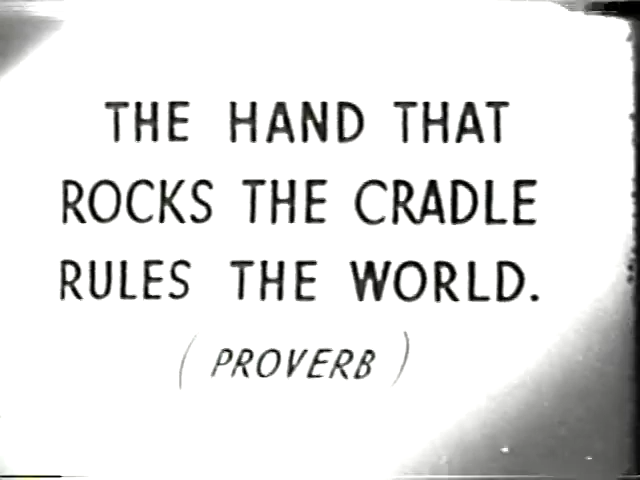 THE HAND THAT
ROCKS THE CRADLE
RULES THE WORLD.
( PROVERB )